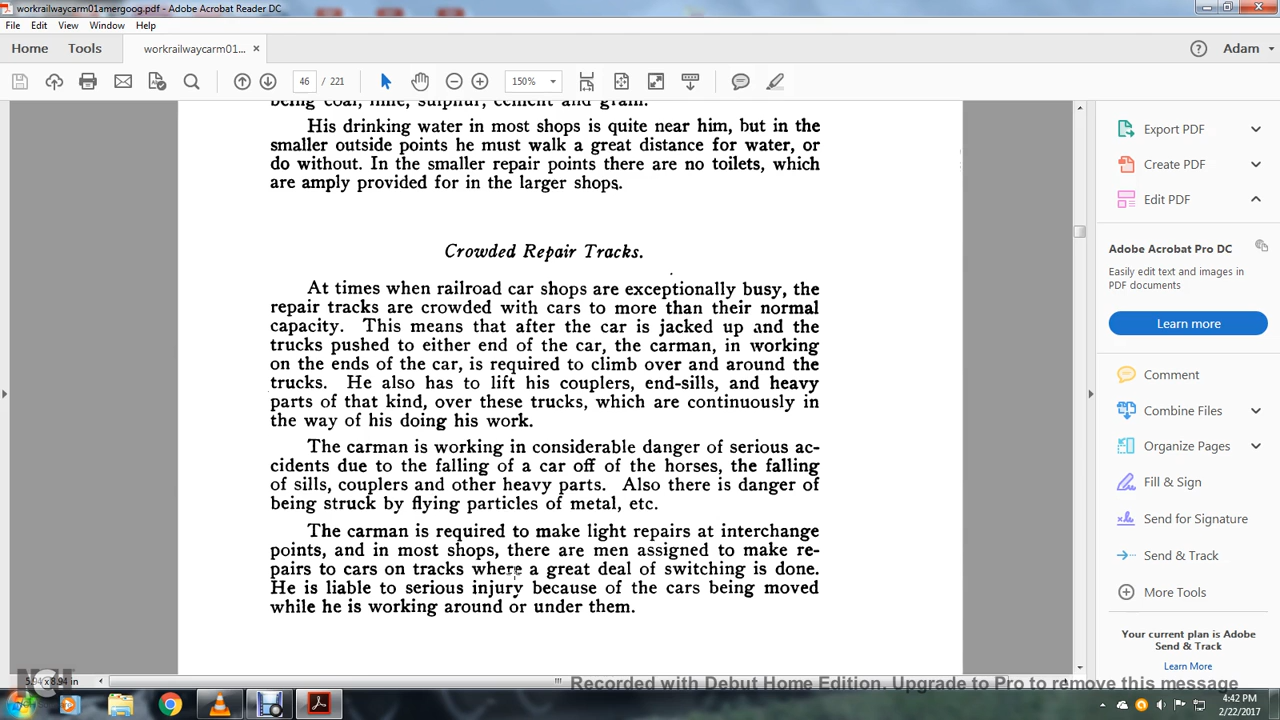 workrailwaycarm01amergoog.pdf - Adobe Acrobat Reader DC
File Edit View Window Help
Home Tools workrailwaycarm01... × Adam
46 / 221 150%
being coal, lime, sulphur, cement and grain.
His drinking water in most shops is quite near him, but in the
smaller outside points he must walk a great distance for water, or
do without. In the smaller repair points there are no toilets, which
are amply provided for in the larger shops.
Crowded Repair Tracks.
At times when railroad car shops are exceptionally busy, the
repair tracks are crowded with cars to more than their normal
capacity. This means that after the car is jacked up and the
trucks pushed to either end of the car, the carman, in working
on the ends of the car, is required to climb over and around the
trucks. He also has to lift his couplers, end-sills, and heavy
parts of that kind, over these trucks, which are continuously in
the way of his doing his work.
The carman is working in considerable danger of serious ac-
cidents due to the falling of a car off of the horses, the falling
of sills, couplers and other heavy parts. Also there is danger of
being struck by flying particles of metal, etc.
The carman is required to make light repairs at interchange
points, and in most shops, there are men assigned to make re-
pairs to cars on tracks where a great deal of switching is done.
He is liable to serious injury because of the cars being moved
while he is working around or under them.
Export PDF
Create PDF
Edit PDF
Adobe Acrobat Pro DC
Easily edit text and images in
PDF documents
Learn more
Comment
Combine Files
Organize Pages
Fill & Sign
Send for Signature
Send & Track
More Tools
Your current plan is Adobe
Send & Track
Learn More
5.94 x 8.94 in
Recorded with Debut Home Edition. Upgrade to Pro to remove this message
4:42 PM
2/22/2017